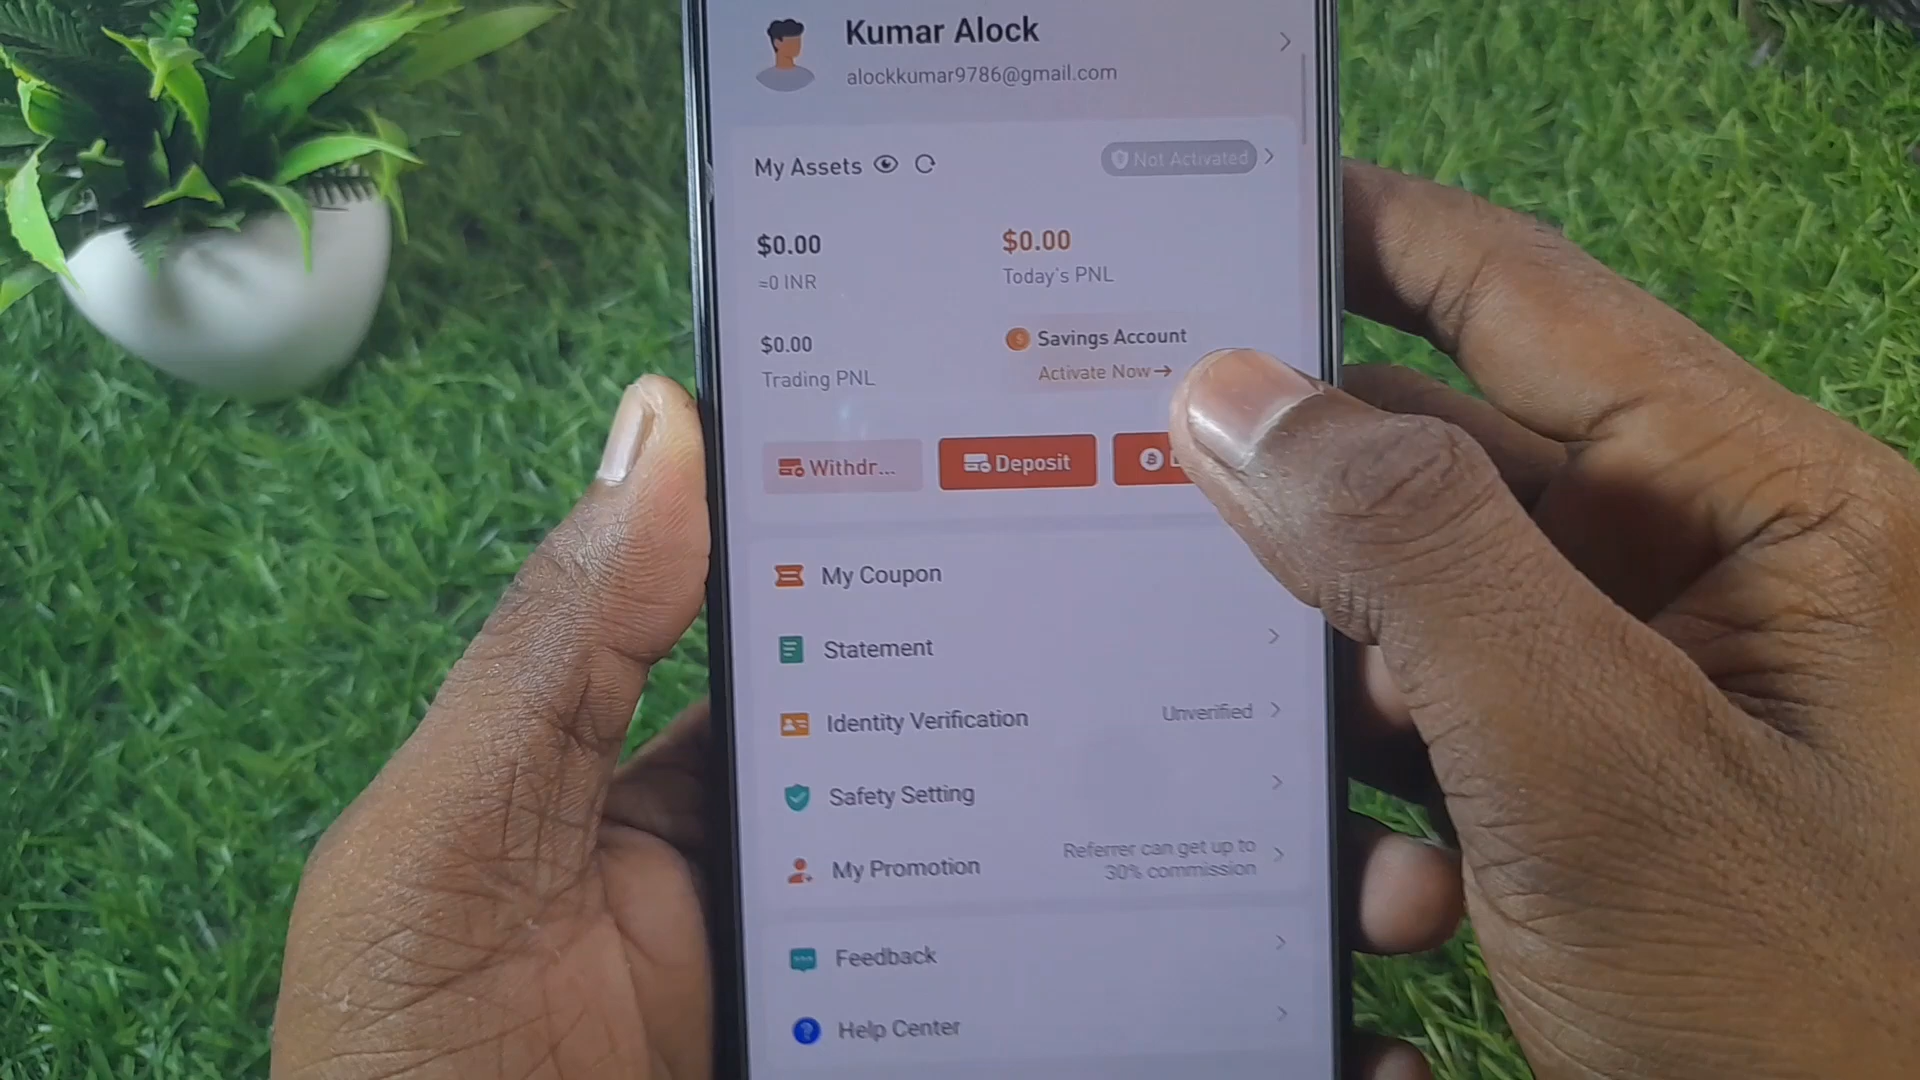 Kumar Alock
alockkumar9786@gmail.com
My Assets
Not Activated
$0.00
≈0 INR
$0.00
Today's PNL
$0.00
Trading PNL
Savings Account
Activate Now→
Withdr...
Deposit
My Coupon
Statement
Identity Verification
Unverified
Safety Setting
My Promotion
Referrer can get up to
30% commission
Feedback
Help Center